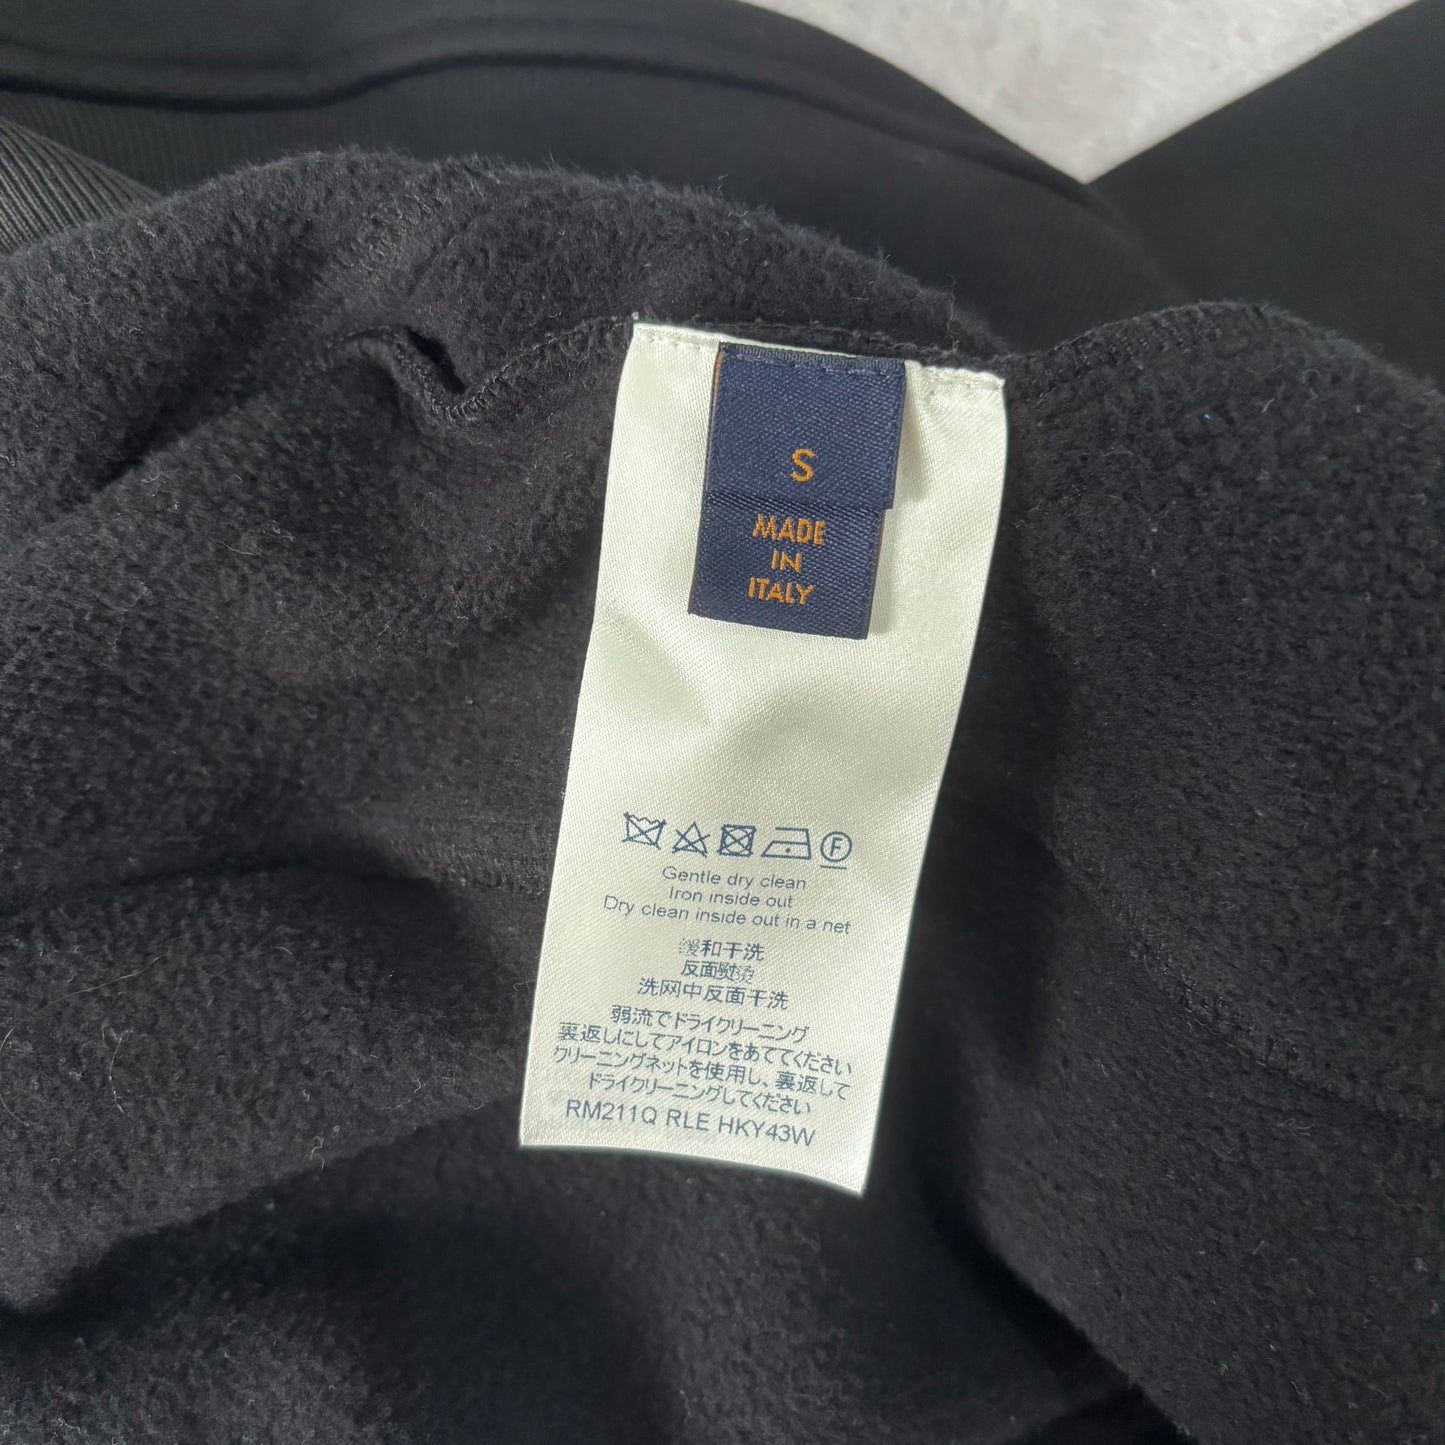 S
MADE
IN
ITALY
F
Gentle dry clean
Iron inside out
Dry clean inside out in a net
缓和干洗
反面熨烫
洗网中反面干洗
弱流でドライクリーニング
裏返しにしてアイロンをあててください
クリーニングネットを使用し、裏返して
ドライクリーニングしてください
RM211Q RLE HKY43W